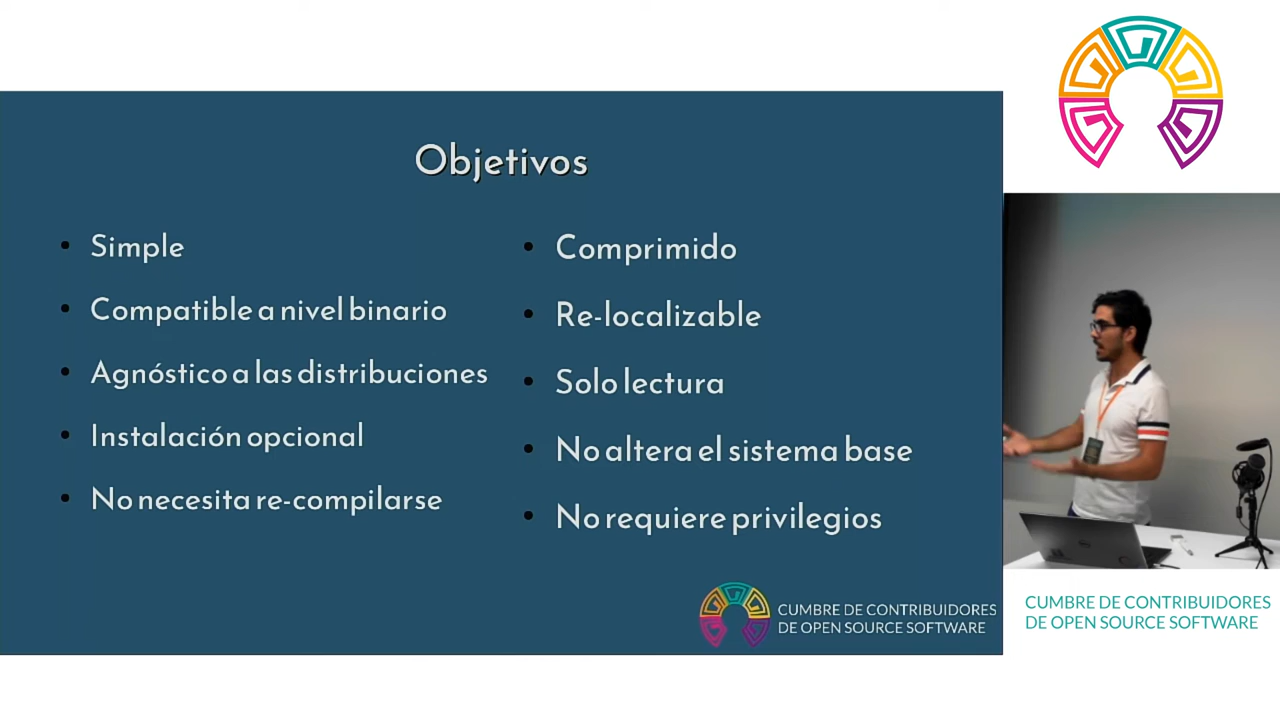 Objetivos
Simple
Compatible a nivel binario
Agnóstico a las distribuciones
Instalación opcional
No necesita re-compilarse
Comprimido
Re-localizable
Solo lectura
No altera el sistema base
No requiere privilegios
CUMBRE DE CONTRIBUIDORES
DE OPEN SOURCE SOFTWARE
CUMBRE DE CONTRIBUIDORES
DE OPEN SOURCE SOFTWARE